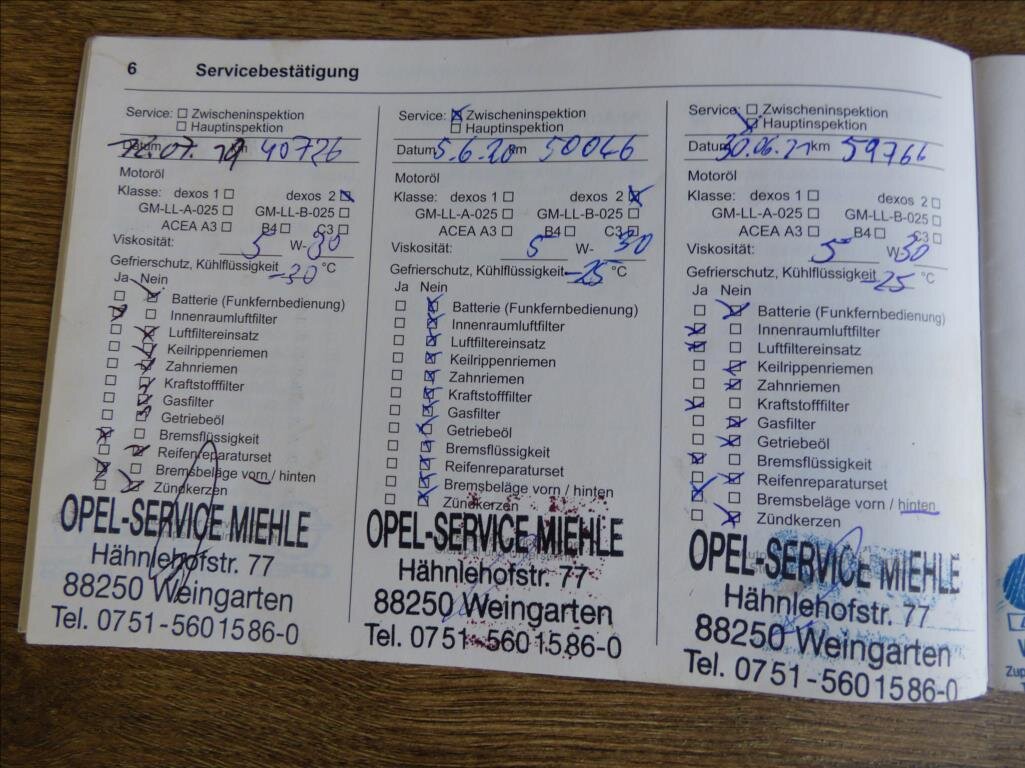 6 Servicebestätigung
Service: Zwischeninspektion
Hauptinspektion
Datum 12.07.19 km 40726
Motoröl
Klasse: dexos 1 dexos 2
GM-LL-A-025 GM-LL-B-025
ACEA A3 B4 C3
Viskosität: 5 W- 30
Gefrierschutz, Kühlflüssigkeit -30 °C
Ja Nein
Batterie (Funkfernbedienung)
Innenraumluftfilter
Luftfiltereinsatz
Keilrippenriemen
Zahnriemen
Kraftstofffilter
Gasfilter
Getriebeöl
Bremsflüssigkeit
Reifenreparaturset
Bremsbeläge vorn / hinten
Zündkerzen
OPEL-SERVICE MIEHLE
Hähnlehofstr. 77
88250 Weingarten
Tel. 0751-5601586-0
Service: Zwischeninspektion
Hauptinspektion
Datum 5.6.20 km 50046
Motoröl
Klasse: dexos 1 dexos 2
GM-LL-A-025 GM-LL-B-025
ACEA A3 B4 C3
Viskosität: 5 W- 30
Gefrierschutz, Kühlflüssigkeit -25 °C
Ja Nein
Batterie (Funkfernbedienung)
Innenraumluftfilter
Luftfiltereinsatz
Keilrippenriemen
Zahnriemen
Kraftstofffilter
Gasfilter
Getriebeöl
Bremsflüssigkeit
Reifenreparaturset
Bremsbeläge vorn / hinten
Zündkerzen
OPEL-SERVICE MIEHLE
Hähnlehofstr. 77
88250 Weingarten
Tel. 0751-5601586-0
Service: Zwischeninspektion
Hauptinspektion
Datum 30.06.21 km 59766
Motoröl
Klasse: dexos 1 dexos 2
GM-LL-A-025 GM-LL-B-025
ACEA A3 B4 C3
Viskosität: 5 W- 30
Gefrierschutz, Kühlflüssigkeit -25 °C
Ja Nein
Batterie (Funkfernbedienung)
Innenraumluftfilter
Luftfiltereinsatz
Keilrippenriemen
Zahnriemen
Kraftstofffilter
Gasfilter
Getriebeöl
Bremsflüssigkeit
Reifenreparaturset
Bremsbeläge vorn / hinten
Zündkerzen
OPEL-SERVICE MIEHLE
Hähnlehofstr. 77
88250 Weingarten
Tel. 0751-5601586-0